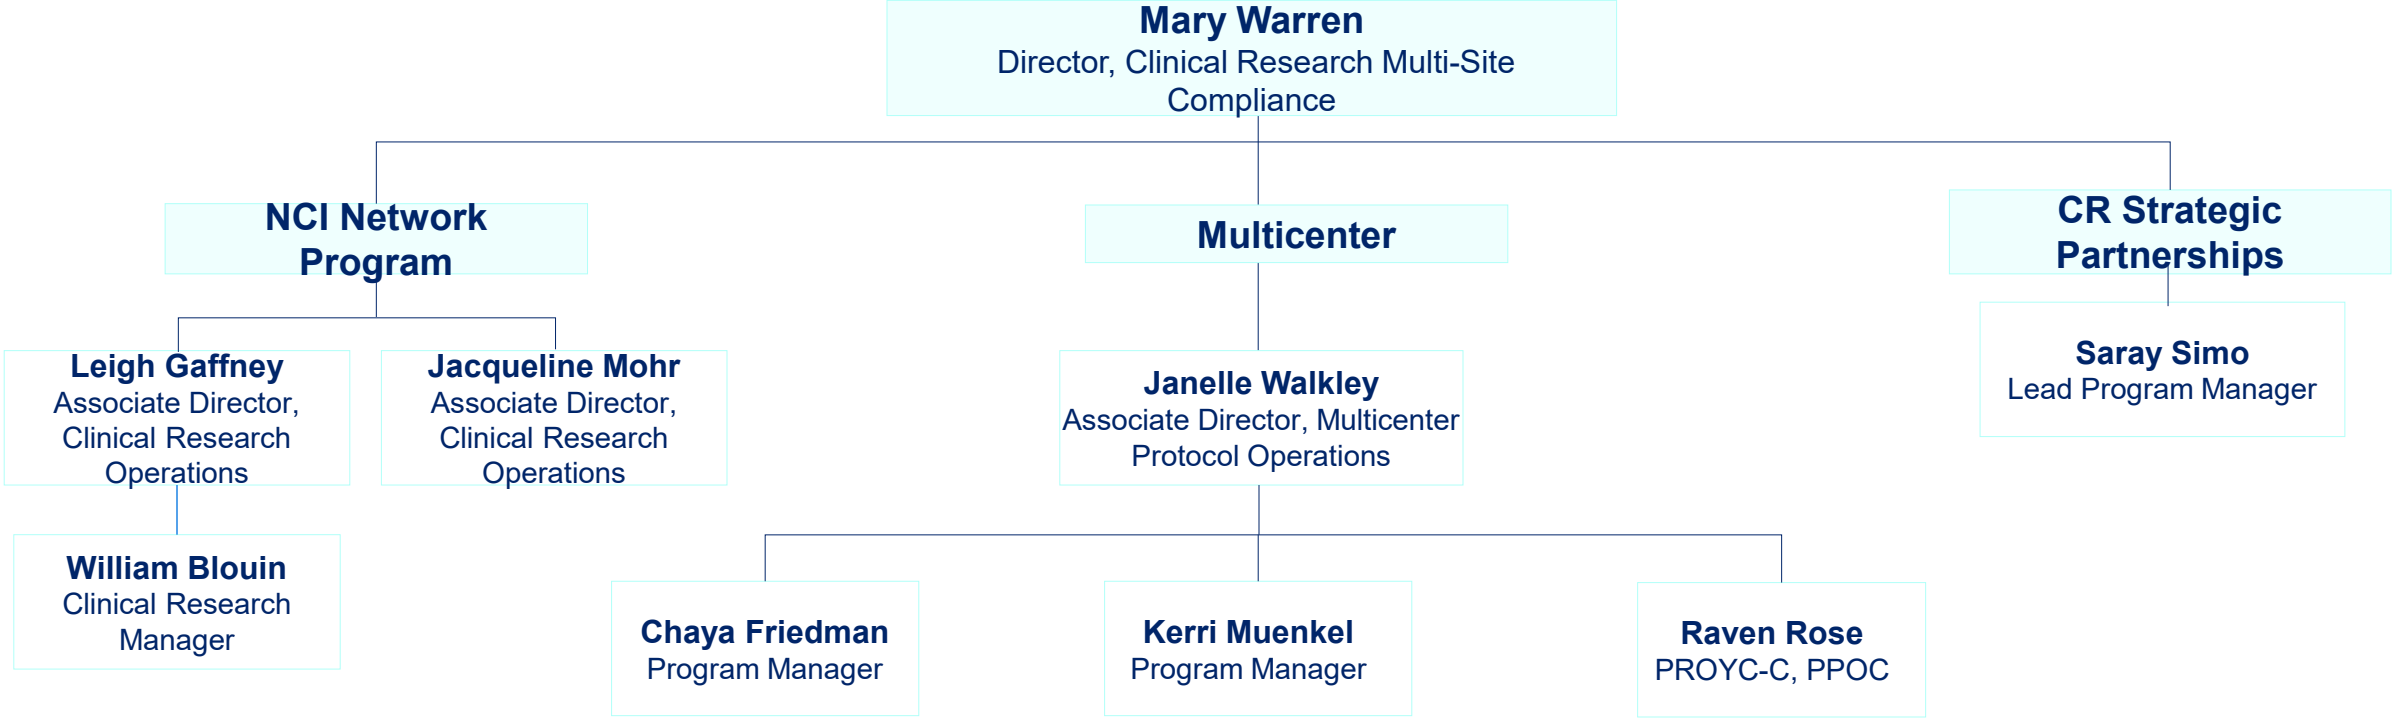 Mary Warren
Director, Clinical Research Multi-Site
Compliance
NCI Network
Program
Multicenter
CR Strategic
Partnerships
Leigh Gaffney
Associate Director,
Clinical Research
Operations
Jacqueline Mohr
Associate Director,
Clinical Research
Operations
Janelle Walkley
Associate Director, Multicenter
Protocol Operations
Saray Simo
Lead Program Manager
William Blouin
Clinical Research
Manager
Chaya Friedman
Program Manager
Kerri Muenkel
Program Manager
Raven Rose
PROYC-C, PPOC